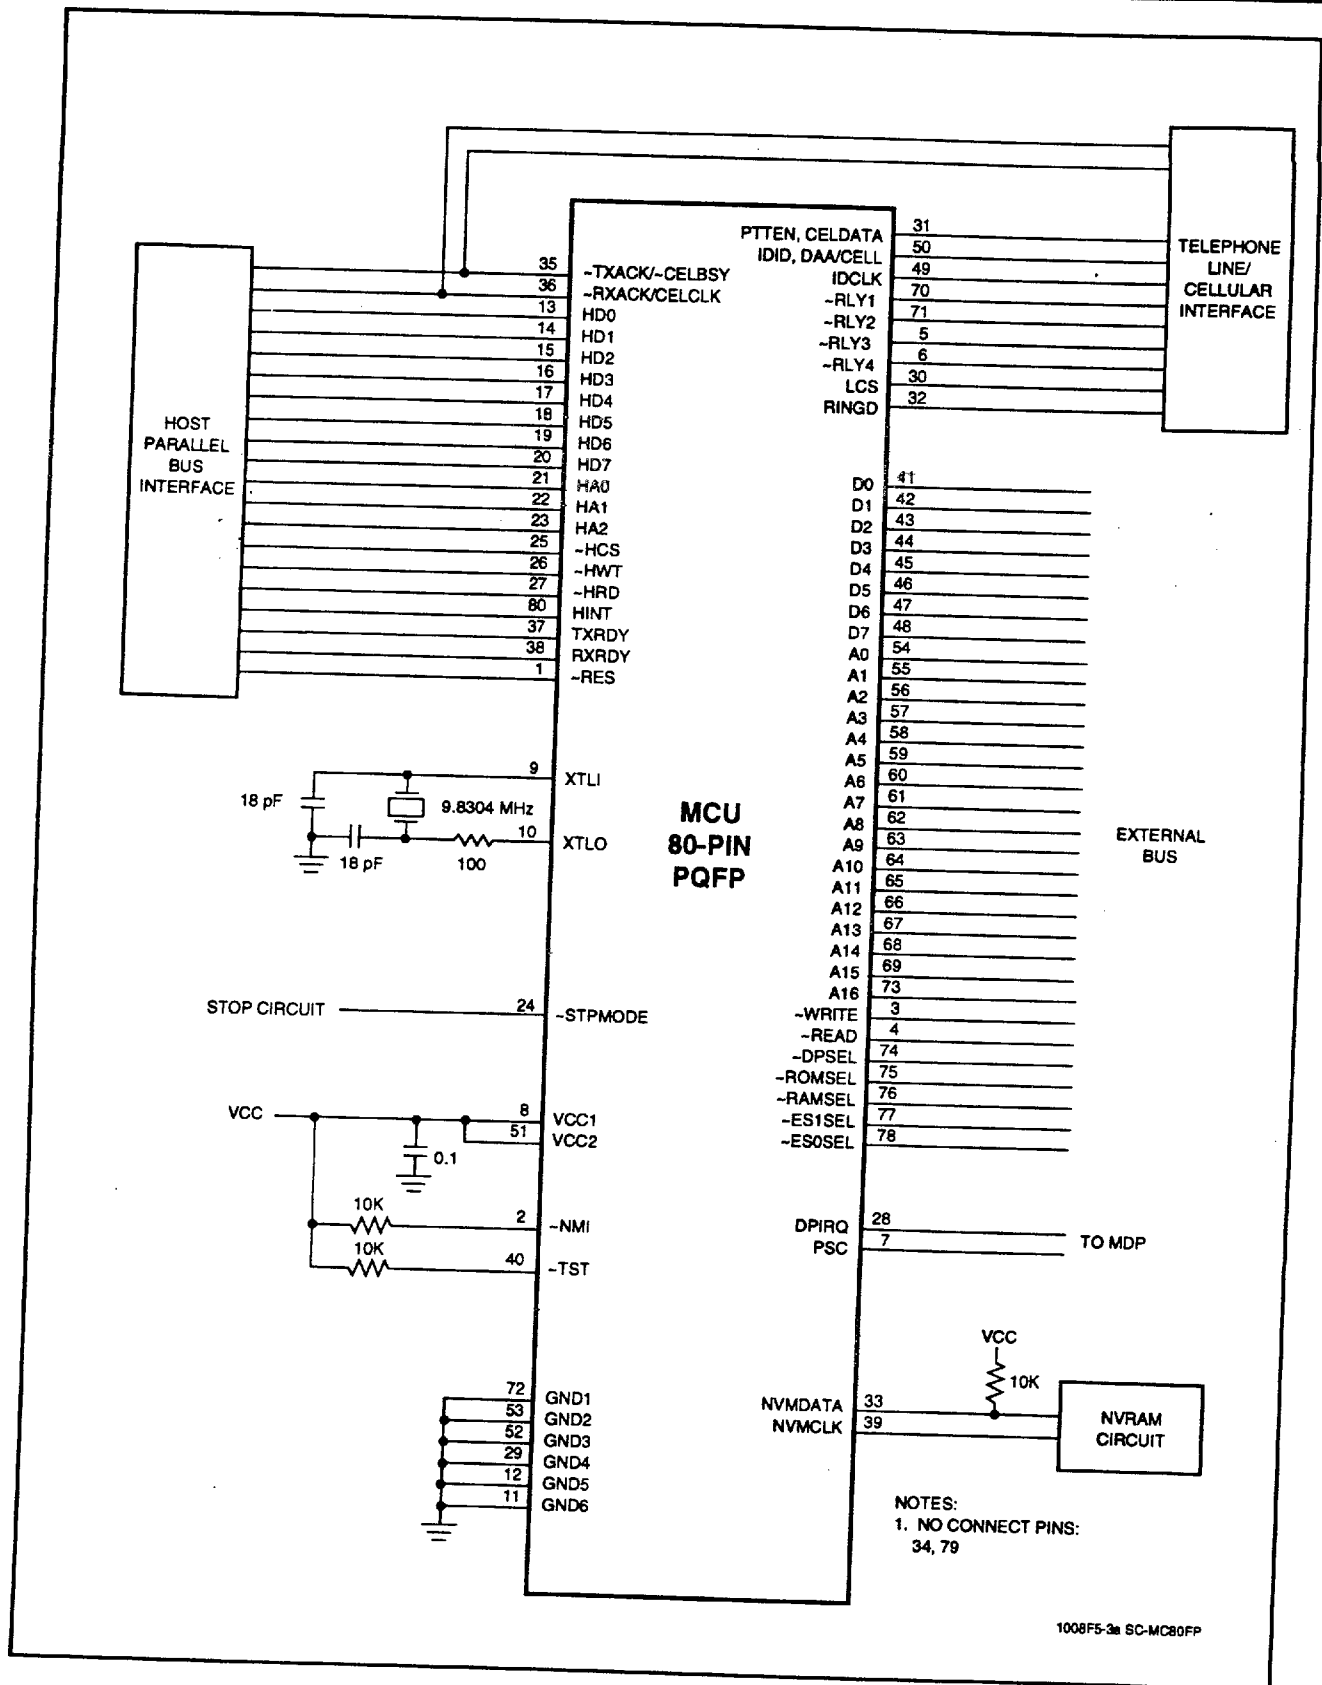 HOST
PARALLEL
BUS
INTERFACE
35 ~TXACK/~CELBSY
36 ~RXACK/CELCLK
13 HD0
14 HD1
15 HD2
16 HD3
17 HD4
18 HD5
19 HD6
20 HD7
21 HA0
22 HA1
23 HA2
25 ~HCS
26 ~HWT
27 ~HRD
80 HINT
37 TXRDY
38 RXRDY
1 ~RES
9 XTLI
18 pF
9.8304 MHz
10 XTLO
18 pF
100
STOP CIRCUIT
24 ~STPMODE
VCC
8 VCC1
51 VCC2
0.1
10K
2 ~NMI
10K
40 ~TST
72 GND1
53 GND2
52 GND3
29 GND4
12 GND5
11 GND6
MCU
80-PIN
PQFP
PTTEN, CELDATA 31
IDID, DAA/CELL 50
IDCLK 49
~RLY1 70
~RLY2 71
~RLY3 5
~RLY4 6
LCS 30
RINGD 32
TELEPHONE
LINE/
CELLULAR
INTERFACE
D0 41
D1 42
D2 43
D3 44
D4 45
D5 46
D6 47
D7 48
A0 54
A1 55
A2 56
A3 57
A4 58
A5 59
A6 60
A7 61
A8 62
A9 63
A10 64
A11 65
A12 66
A13 67
A14 68
A15 69
A16 73
~WRITE 3
~READ 4
~DPSEL 74
~ROMSEL 75
~RAMSEL 76
~ES1SEL 77
~ES0SEL 78
EXTERNAL
BUS
DPIRQ 28
PSC 7
TO MDP
VCC
10K
NVMDATA 33
NVMCLK 39
NVRAM
CIRCUIT
NOTES:
1. NO CONNECT PINS:
34, 79
1008F5-3a SC-MC80FP